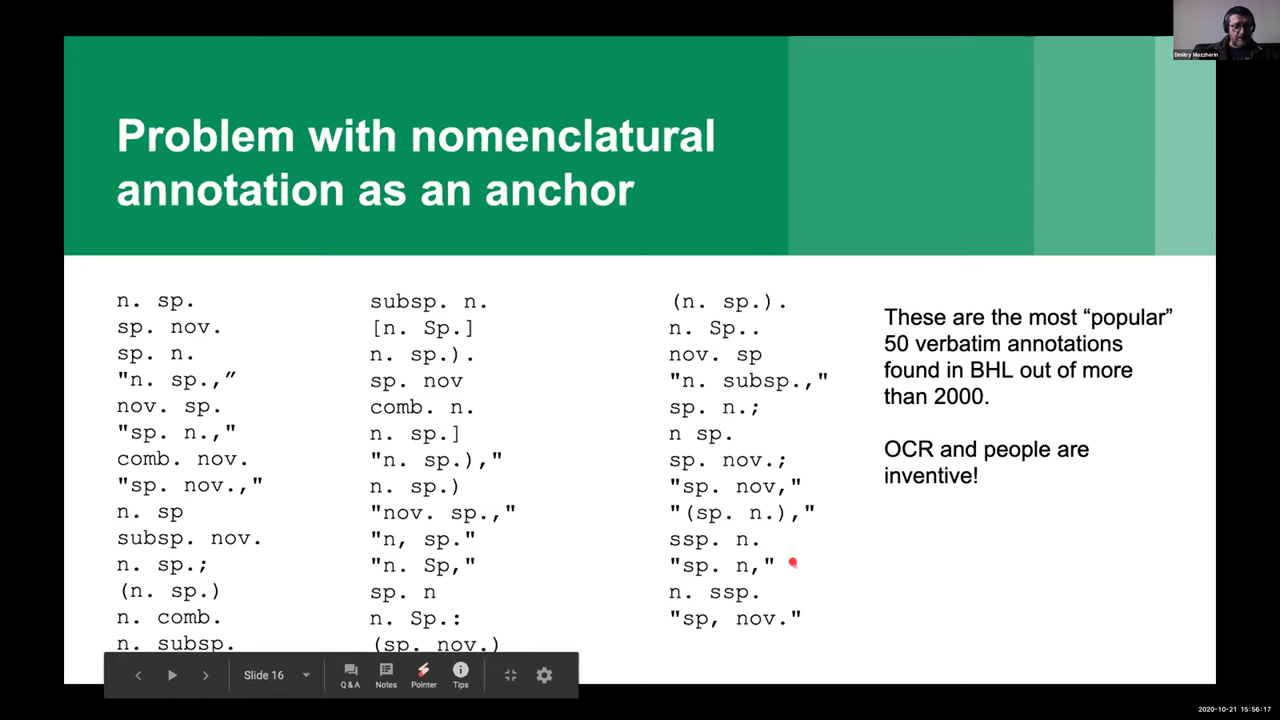 Dmitry Mozzherin
Problem with nomenclatural
annotation as an anchor
n. sp.
sp. nov.
sp. n.
"n. sp.,”
nov. sp.
"sp. n.,"
comb. nov.
"sp. nov.,"
n. sp
subsp. nov.
n. sp.;
(n. sp.)
n. comb.
n. subsp.
subsp. n.
[n. Sp.]
n. sp.).
sp. nov
comb. n.
n. sp.]
"n. sp.),"
n. sp.)
"nov. sp.,"
"n, sp."
"n. Sp,"
sp. n
n. Sp.:
(sp. nov.)
(n. sp.).
n. Sp..
nov. sp
"n. subsp.,"
sp. n.;
n sp.
sp. nov.;
"sp. nov,"
"(sp. n.),"
ssp. n.
"sp. n,"
n. ssp.
"sp, nov."
These are the most “popular”
50 verbatim annotations
found in BHL out of more
than 2000.
OCR and people are
inventive!
Slide 16
Q & A
Notes
Pointer
Tips
2020-10-21 15:56:17